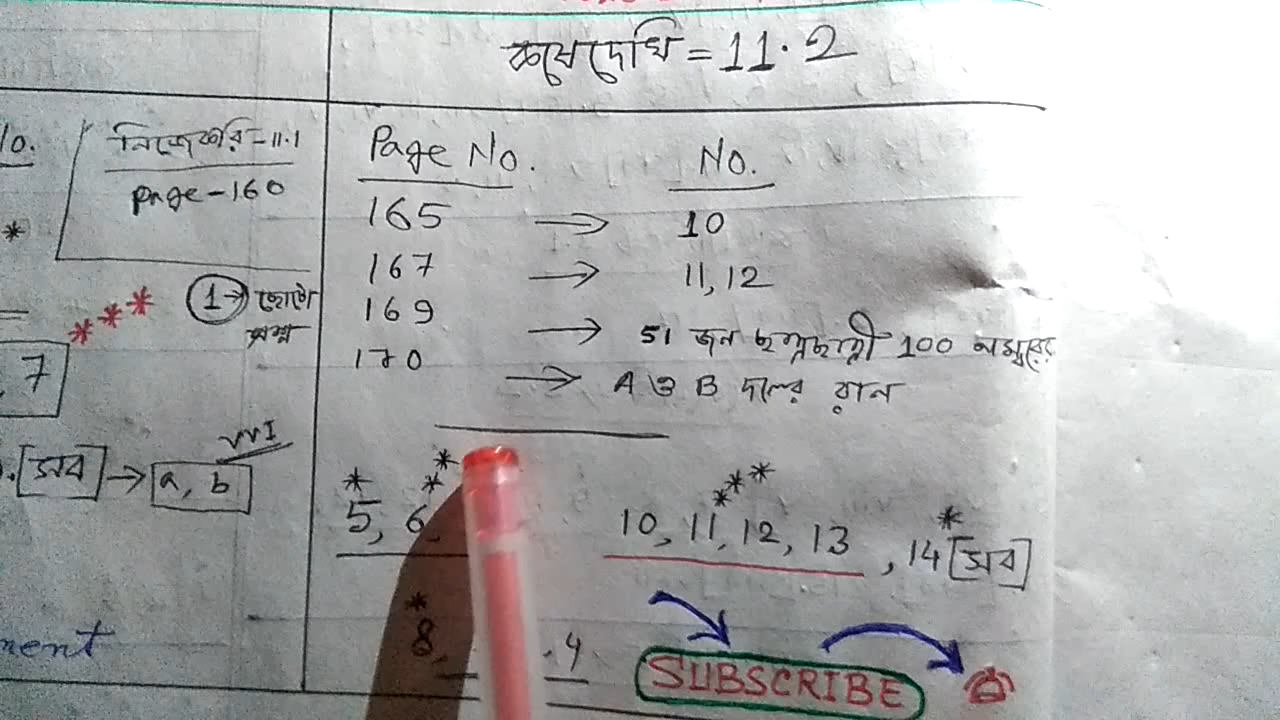 কষেদেখি = 11.2
No.
নিজেকরি - 11.1
page - 160
Page No. No.
165 → 10
167 → 11, 12
169 → 51 জন ছাত্রছাত্রী 100 নম্বরের
170 → A ও B দলের রান
*
1 → ছোটো
প্রশ্ন
***
7
VVI
[সব] → a, b
* ** *** *
5, 6, 10, 11, 12, 13, 14 [সব]
*
8, 4
ment
SUBSCRIBE